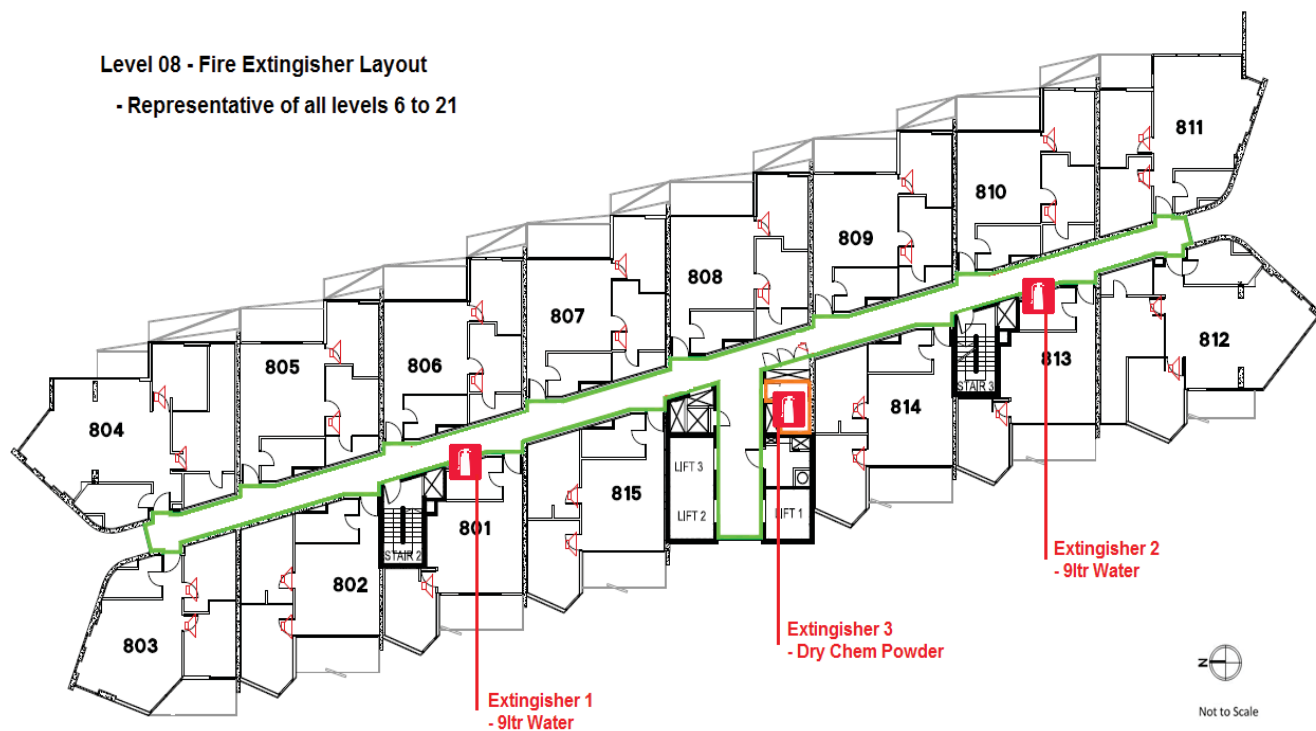 Level 08 - Fire Extingisher Layout
- Representative of all levels 6 to 21
811
810
809
808
807
806
805
804
812
813
STAIR 3
814
LIFT 3
LIFT 2
LIFT 1
815
801
STAIR 2
802
803
Extingisher 2
- 9ltr Water
Extingisher 3
- Dry Chem Powder
Extingisher 1
- 9ltr Water
N
Not to Scale